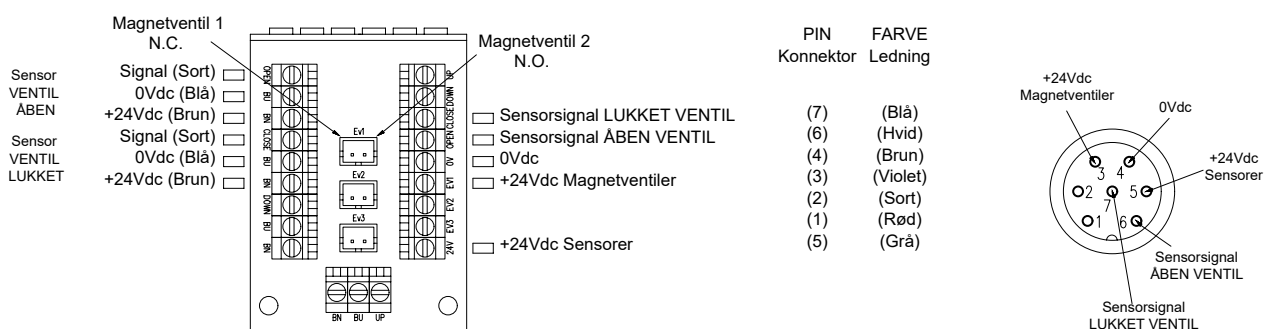 Magnetventil 1
N.C.
Magnetventil 2
N.O.
Sensor
VENTIL
ÅBEN
Signal (Sort)
0Vdc (Blå)
+24Vdc (Brun)
Sensor
VENTIL
LUKKET
Signal (Sort)
0Vdc (Blå)
+24Vdc (Brun)
OPEN
BU
BN
CLOSE
BU
BN
DOWN
BU
BN
Ev1
Ev2
Ev3
BN BU UP
UP
DOWN
CLOSE
OPEN
0V
EV1
EV2
EV3
24V
Sensorsignal LUKKET VENTIL
Sensorsignal ÅBEN VENTIL
0Vdc
+24Vdc Magnetventiler
+24Vdc Sensorer
PIN FARVE
Konnektor Ledning
(7) (Blå)
(6) (Hvid)
(4) (Brun)
(3) (Violet)
(2) (Sort)
(1) (Rød)
(5) (Grå)
+24Vdc
Magnetventiler
0Vdc
+24Vdc
Sensorer
3 4
2 5
7
1 6
Sensorsignal
ÅBEN VENTIL
Sensorsignal
LUKKET VENTIL